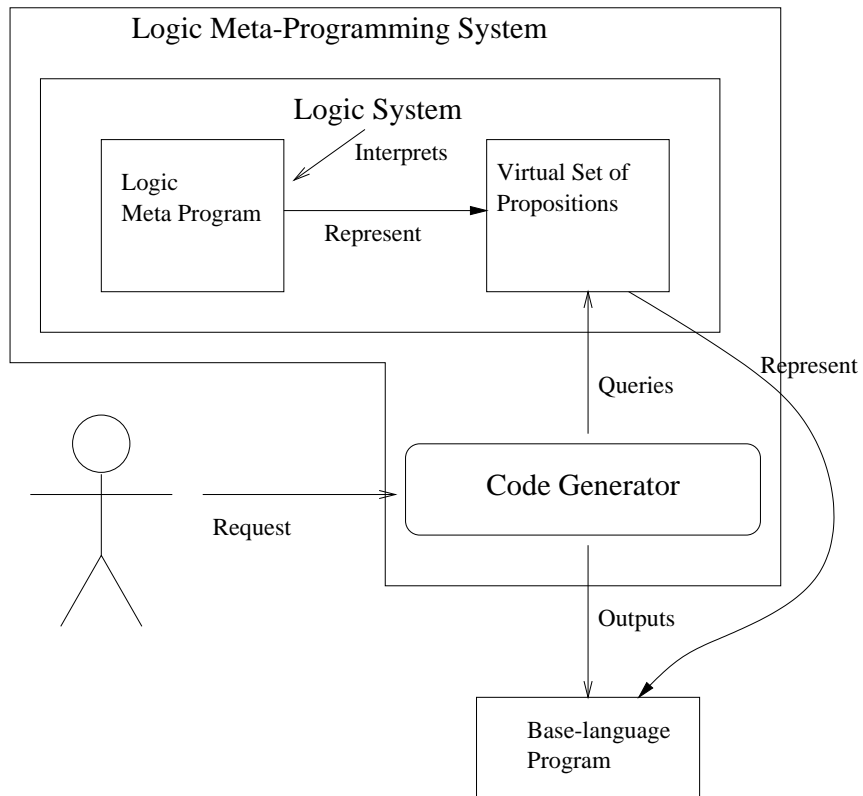 Logic Meta-Programming System
Logic System
Interprets
Logic
Meta Program
Virtual Set of
Propositions
Represent
Represent
Queries
Code Generator
Request
Outputs
Base-language
Program